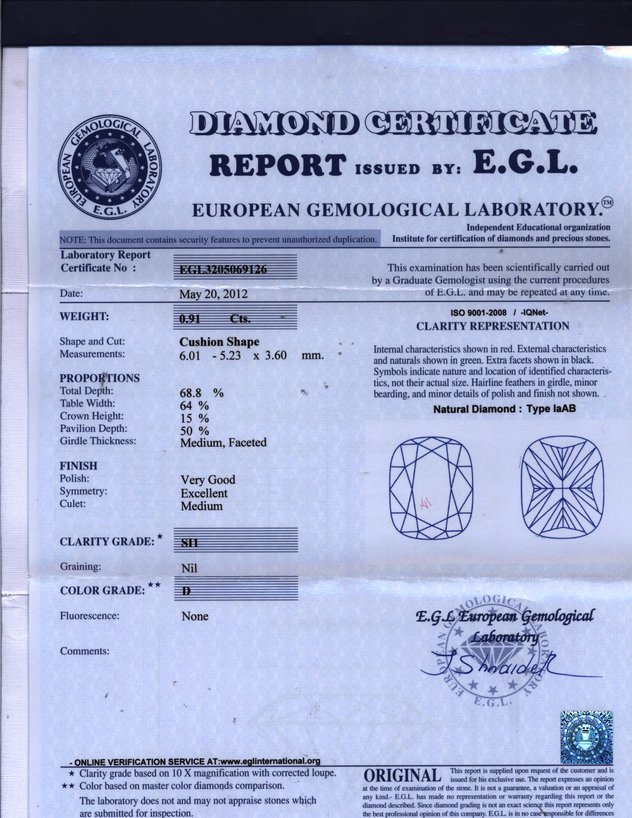 DIAMOND CERTIFICATE
REPORT ISSUED BY: E.G.L.
EUROPEAN GEMOLOGICAL LABORATORY.™
EUROPEAN GEMOLOGICAL LABORATORY
E.G.L.
Independent Educational organization
Institute for certification of diamonds and precious stones.
NOTE: This document contains security features to prevent unauthorized duplication.
Laboratory Report
Certificate No : EGL3205069126
Date: May 20, 2012
WEIGHT: 0.91 Cts.
Shape and Cut: Cushion Shape
Measurements: 6.01 - 5.23 x 3.60 mm.
PROPORTIONS
Total Depth: 68.8 %
Table Width: 64 %
Crown Height: 15 %
Pavilion Depth: 50 %
Girdle Thickness: Medium, Faceted
FINISH
Polish: Very Good
Symmetry: Excellent
Culet: Medium
CLARITY GRADE: ★ SI1
Graining: Nil
COLOR GRADE: ★★ D
Fluorescence: None
Comments:
This examination has been scientifically carried out
by a Graduate Gemologist using the current procedures
of E.G.L. and may be repeated at any time.
ISO 9001-2008 / -IQNet-
CLARITY REPRESENTATION
Internal characteristics shown in red. External characteristics
and naturals shown in green. Extra facets shown in black.
Symbols indicate nature and location of identified characteris-
tics, not their actual size. Hairline feathers in girdle, minor
bearding, and minor details of polish and finish not shown.
Natural Diamond : Type IaAB
E.G.L European Gemological
Laboratory
EUROPEAN GEMOLOGICAL LABORATORY
E.G.L.
- ONLINE VERIFICATION SERVICE AT:www.eglinternational.org
★ Clarity grade based on 10 X magnification with corrected loupe.
★★ Color based on master color diamonds comparison.
The laboratory does not and may not appraise stones which
are submitted for inspection.
ORIGINAL This report is supplied upon request of the customer and is
issued for his exclusive use. The report expresses an opinion
at the time of examination of the stone. It is not a guarantee, a valuation or an appraisal of
any kind.- E.G.L. has made no representation or warranty regarding this report or the
diamond described. Since diamond grading is not an exact science this report represents only
the best professional opinion of this company. E.G.L. is in no case responsible for differences